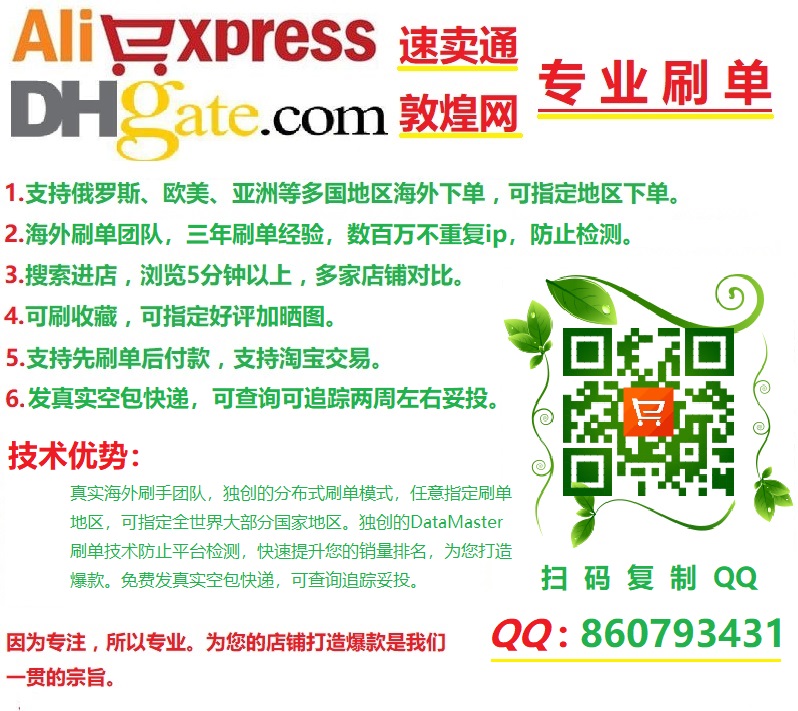 AliExpress 速卖通
专业刷单
DHgate.com 敦煌网
1.支持俄罗斯、欧美、亚洲等多国地区海外下单，可指定地区下单。
2.海外刷单团队，三年刷单经验，数百万不重复ip，防止检测。
3.搜索进店，浏览5分钟以上，多家店铺对比。
4.可刷收藏，可指定好评加晒图。
5.支持先刷单后付款，支持淘宝交易。
6.发真实空包快递，可查询可追踪两周左右妥投。
技术优势：
真实海外刷手团队，独创的分布式刷单模式，任意指定刷单
地区，可指定全世界大部分国家地区。独创的DataMaster
刷单技术防止平台检测，快速提升您的销量排名，为您打造
爆款。免费发真实空包快递，可查询追踪妥投。
扫码复制QQ
QQ：860793431
因为专注，所以专业。为您的店铺打造爆款是我们
一贯的宗旨。